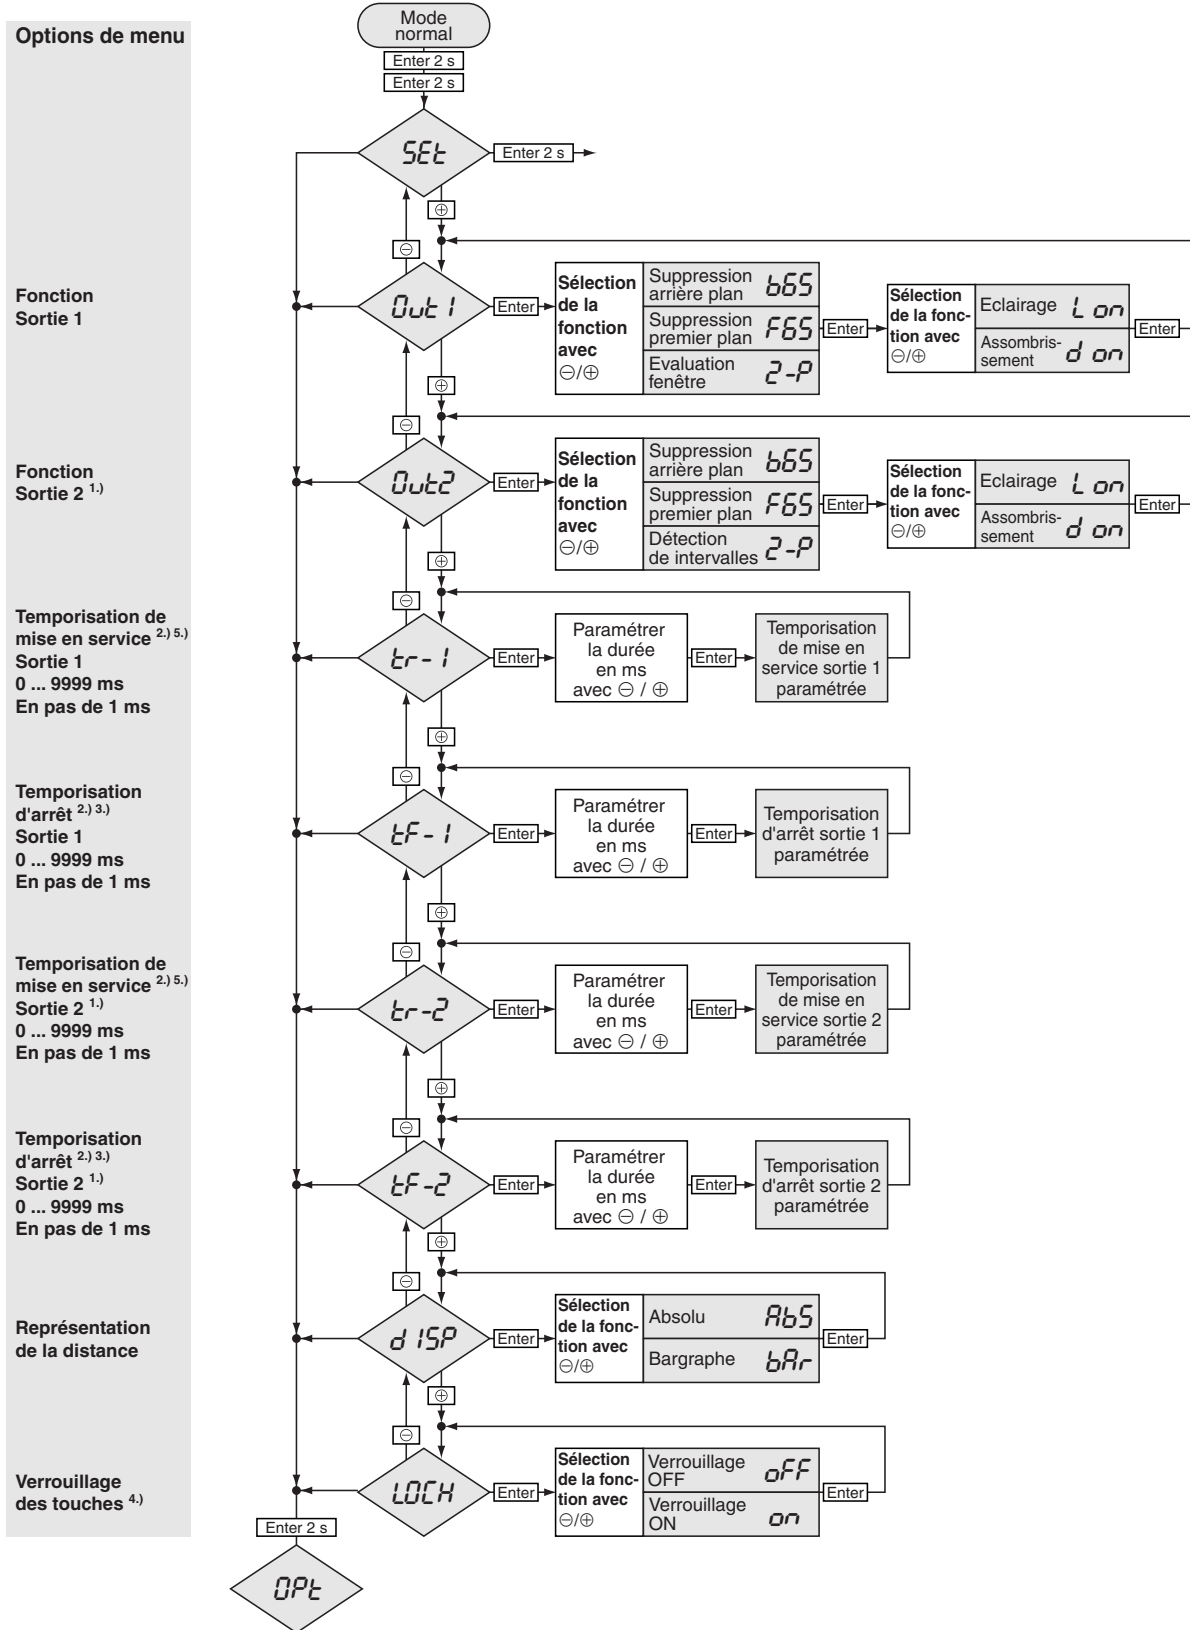 Options de menu
Mode
normal
Enter 2 s
Enter 2 s
SEt
Enter 2 s
⊕
⊖
Fonction
Sortie 1
Out1
Enter
Sélection
de la
fonction
avec
⊖/⊕
Suppression
arrière plan
bGS
Suppression
premier plan
FGS
Evaluation
fenêtre
2-P
Enter
Sélection
de la fonc-
tion avec
⊖/⊕
Eclairage
L on
Assombris-
sement
d on
Enter
⊕
⊖
Fonction
Sortie 2 1.)
Out2
Enter
Sélection
de la
fonction
avec
⊖/⊕
Suppression
arrière plan
bGS
Suppression
premier plan
FGS
Détection
de intervalles
2-P
Enter
Sélection
de la fonc-
tion avec
⊖/⊕
Eclairage
L on
Assombris-
sement
d on
Enter
⊕
⊖
Temporisation de
mise en service 2.) 5.)
Sortie 1
0 ... 9999 ms
En pas de 1 ms
tr-1
Enter
Paramétrer
la durée
en ms
avec ⊖ / ⊕
Enter
Temporisation
de mise en
service sortie 1
paramétrée
⊕
⊖
Temporisation
d'arrêt 2.) 3.)
Sortie 1
0 ... 9999 ms
En pas de 1 ms
tF-1
Enter
Paramétrer
la durée
en ms
avec ⊖ / ⊕
Enter
Temporisation
d'arrêt sortie 1
paramétrée
⊕
⊖
Temporisation de
mise en service 2.) 5.)
Sortie 2 1.)
0 ... 9999 ms
En pas de 1 ms
tr-2
Enter
Paramétrer
la durée
en ms
avec ⊖ / ⊕
Enter
Temporisation
de mise en
service sortie 2
paramétrée
⊕
⊖
Temporisation
d'arrêt 2.) 3.)
Sortie 2 1.)
0 ... 9999 ms
En pas de 1 ms
tF-2
Enter
Paramétrer
la durée
en ms
avec ⊖ / ⊕
Enter
Temporisation
d'arrêt sortie 2
paramétrée
⊕
⊖
Représentation
de la distance
dISP
Enter
Sélection
de la fonc-
tion avec
⊖/⊕
Absolu
AbS
Bargraphe
bAr
Enter
⊕
⊖
Verrouillage
des touches 4.)
LOCH
Enter
Sélection
de la fonc-
tion avec
⊖/⊕
Verrouillage
OFF
oFF
Verrouillage
ON
on
Enter
Enter 2 s
OPt